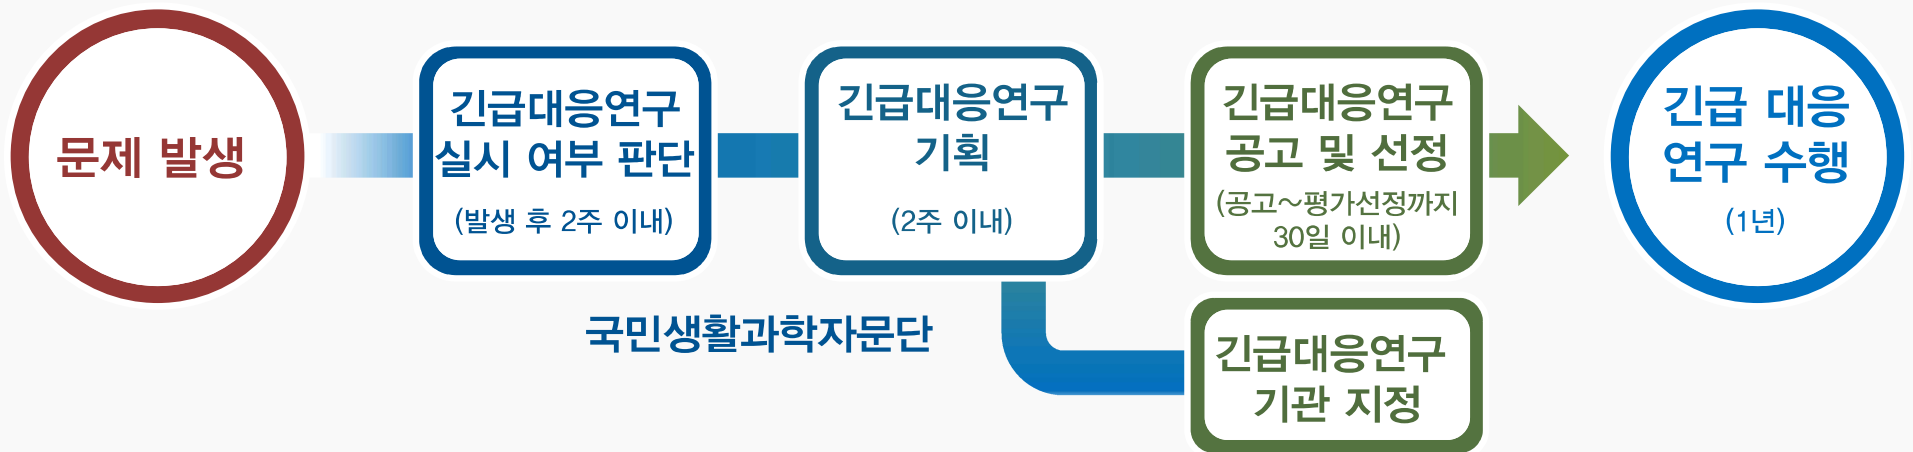 문제 발생
긴급대응연구
실시 여부 판단
(발생 후 2주 이내)
긴급대응연구
기획
(2주 이내)
긴급대응연구
공고 및 선정
(공고~평가선정까지
30일 이내)
긴급 대응
연구 수행
(1년)
국민생활과학자문단
긴급대응연구
기관 지정